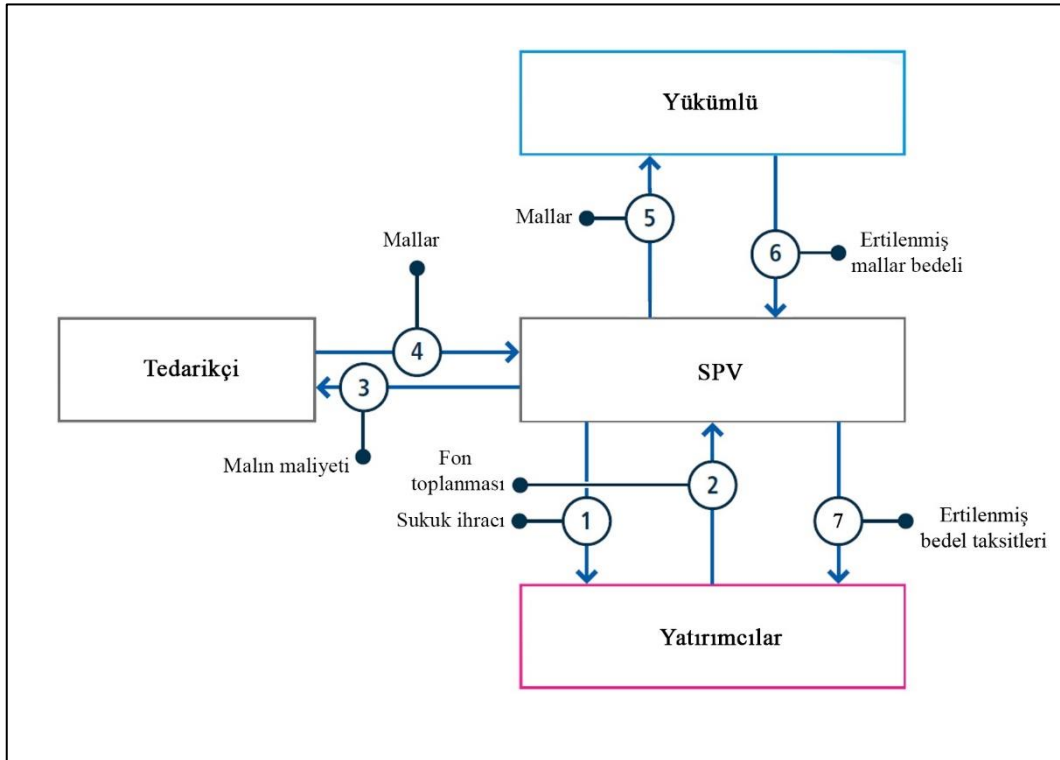 Yükümlü
Mallar
5
6
Ertilenmiş
mallar bedeli
Mallar
Tedarikçi
4
3
SPV
Malın maliyeti
Fon
toplanması
2
Sukuk ihracı
1
7
Ertilenmiş
bedel taksitleri
Yatırımcılar